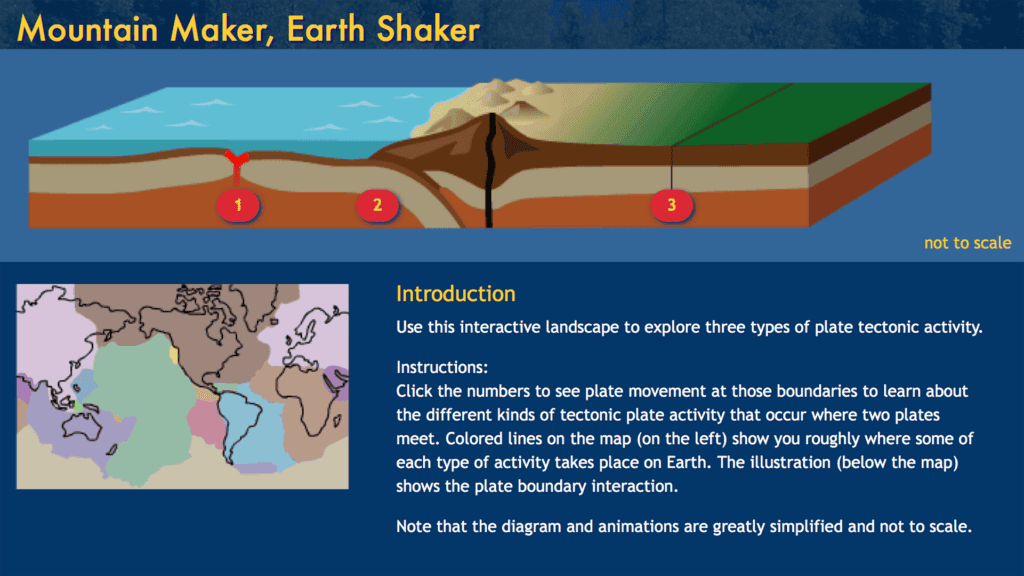 Mountain Maker, Earth Shaker
1
2
3
not to scale
Introduction
Use this interactive landscape to explore three types of plate tectonic activity.
Instructions:
Click the numbers to see plate movement at those boundaries to learn about
the different kinds of tectonic plate activity that occur where two plates
meet. Colored lines on the map (on the left) show you roughly where some of
each type of activity takes place on Earth. The illustration (below the map)
shows the plate boundary interaction.
Note that the diagram and animations are greatly simplified and not to scale.